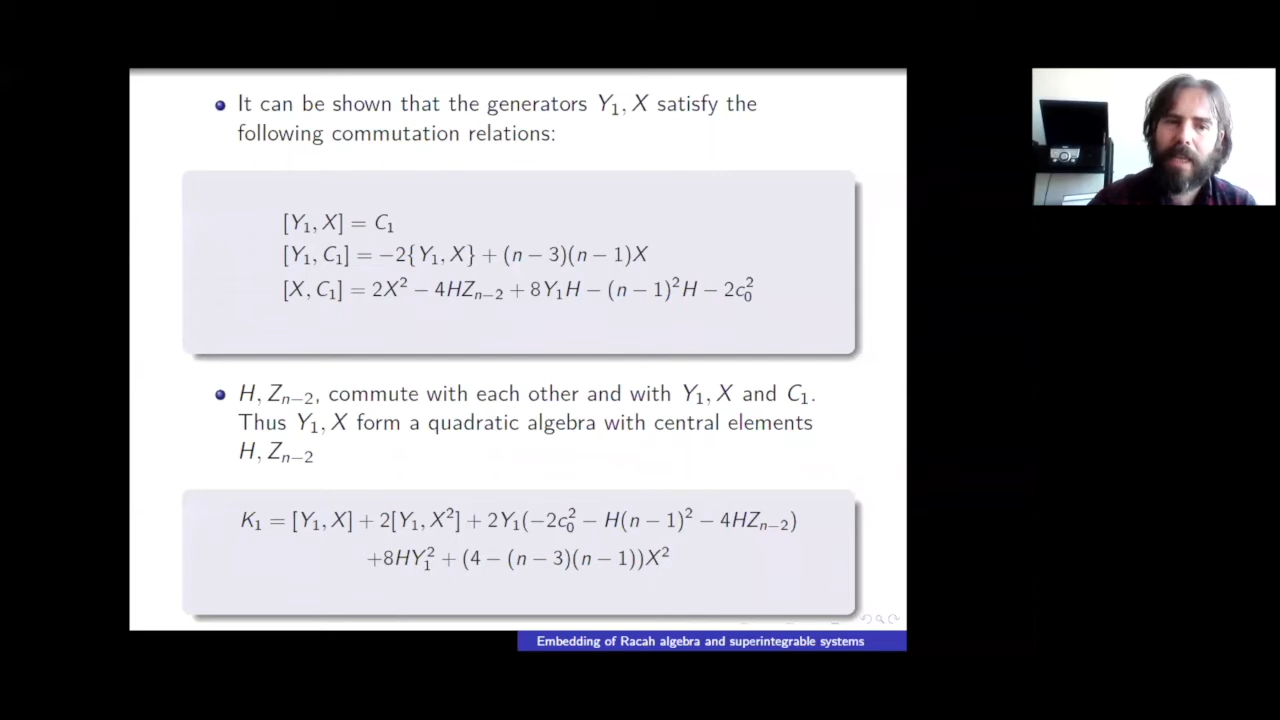 It can be shown that the generators Y₁, X satisfy the
following commutation relations:
[Y₁, X] = C₁
[Y₁, C₁] = −2{Y₁, X} + (n − 3)(n − 1)X
[X, C₁] = 2X² − 4HZₙ₋₂ + 8Y₁H − (n − 1)²H − 2c₀²
H, Zₙ₋₂, commute with each other and with Y₁, X and C₁.
Thus Y₁, X form a quadratic algebra with central elements
H, Zₙ₋₂
K₁ = [Y₁, X] + 2[Y₁, X²] + 2Y₁(−2c₀² − H(n − 1)² − 4HZₙ₋₂)
+8HY₁² + (4 − (n − 3)(n − 1))X²
Embedding of Racah algebra and superintegrable systems